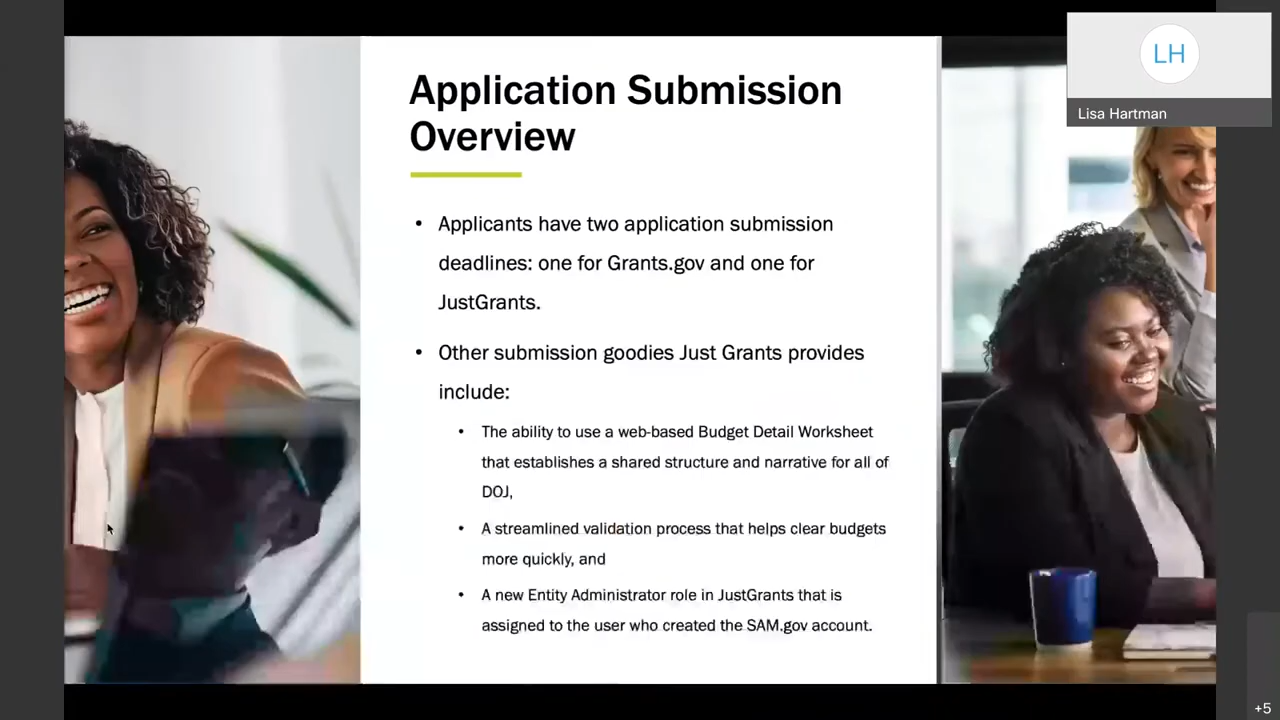 Application Submission
Overview
• Applicants have two application submission
deadlines: one for Grants.gov and one for
JustGrants.
• Other submission goodies Just Grants provides
include:
• The ability to use a web-based Budget Detail Worksheet
that establishes a shared structure and narrative for all of
DOJ,
• A streamlined validation process that helps clear budgets
more quickly, and
• A new Entity Administrator role in JustGrants that is
assigned to the user who created the SAM.gov account.
LH
Lisa Hartman
+5